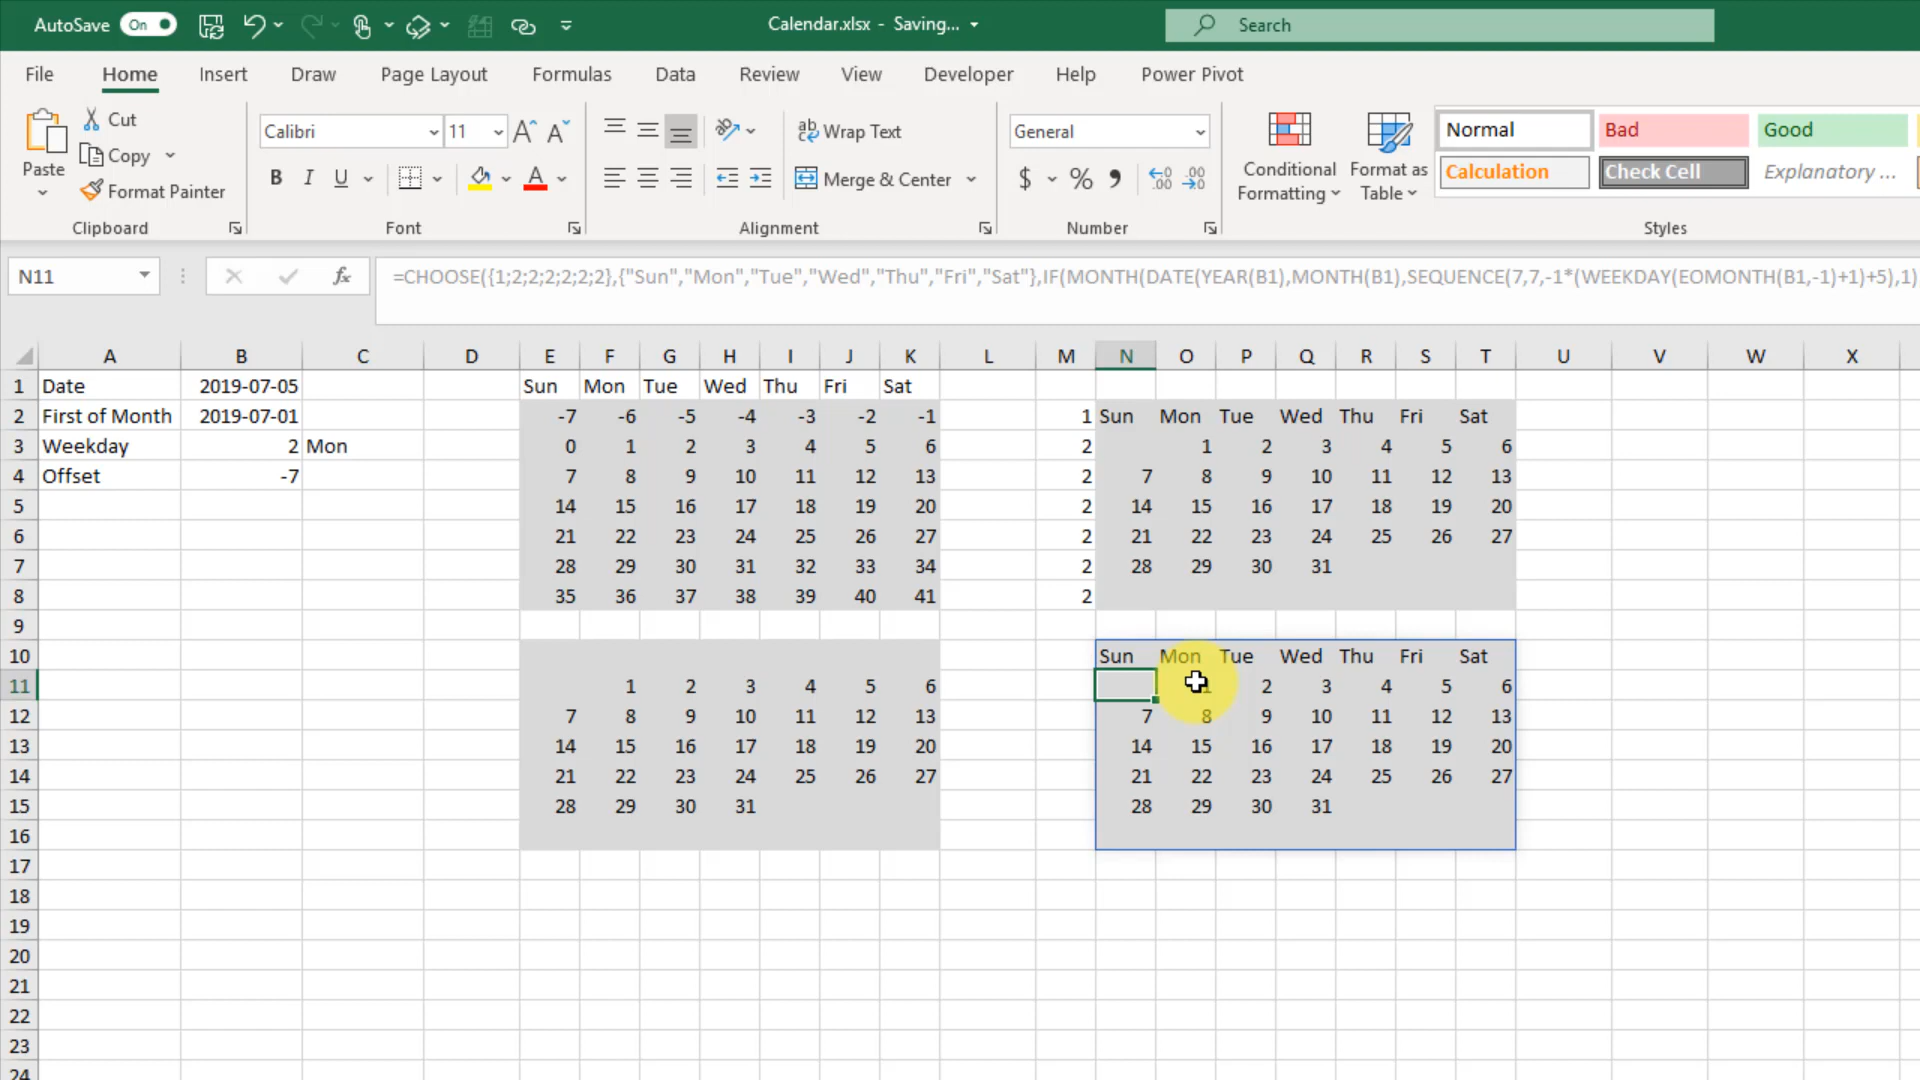 AutoSave On Calendar.xlsx - Saving... Search
File Home Insert Draw Page Layout Formulas Data Review View Developer Help Power Pivot
Paste
Cut
Copy
Format Painter
Clipboard
Calibri 11
B I U A
Font
ab Wrap Text
Merge & Center
Alignment
General
$ %
Number
Conditional Formatting
Format as Table
Normal Bad Good
Calculation Check Cell Explanatory ...
Styles
N11 fx =CHOOSE({1;2;2;2;2;2;2},{"Sun","Mon","Tue","Wed","Thu","Fri","Sat"},IF(MONTH(DATE(YEAR(B1),MONTH(B1),SEQUENCE(7,7,-1*(WEEKDAY(EOMONTH(B1,-1)+1)+5),1)
A B C D E F G H I J K L M N O P Q R S T U V W X
1 Date 2019-07-05 Sun Mon Tue Wed Thu Fri Sat
2 First of Month 2019-07-01 -7 -6 -5 -4 -3 -2 -1 1 Sun Mon Tue Wed Thu Fri Sat
3 Weekday 2 Mon 0 1 2 3 4 5 6 2 1 2 3 4 5 6
4 Offset -7 7 8 9 10 11 12 13 2 7 8 9 10 11 12 13
5 14 15 16 17 18 19 20 2 14 15 16 17 18 19 20
6 21 22 23 24 25 26 27 2 21 22 23 24 25 26 27
7 28 29 30 31 32 33 34 2 28 29 30 31
8 35 36 37 38 39 40 41 2
9
10 Sun Mon Tue Wed Thu Fri Sat
11 1 2 3 4 5 6 1 2 3 4 5 6
12 7 8 9 10 11 12 13 7 8 9 10 11 12 13
13 14 15 16 17 18 19 20 14 15 16 17 18 19 20
14 21 22 23 24 25 26 27 21 22 23 24 25 26 27
15 28 29 30 31 28 29 30 31
16
17
18
19
20
21
22
23
24